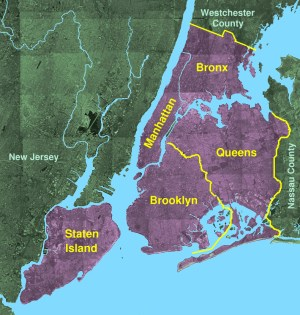 Westchester
County
Bronx
Manhattan
Queens
New Jersey
Nassau County
Brooklyn
Staten
Island